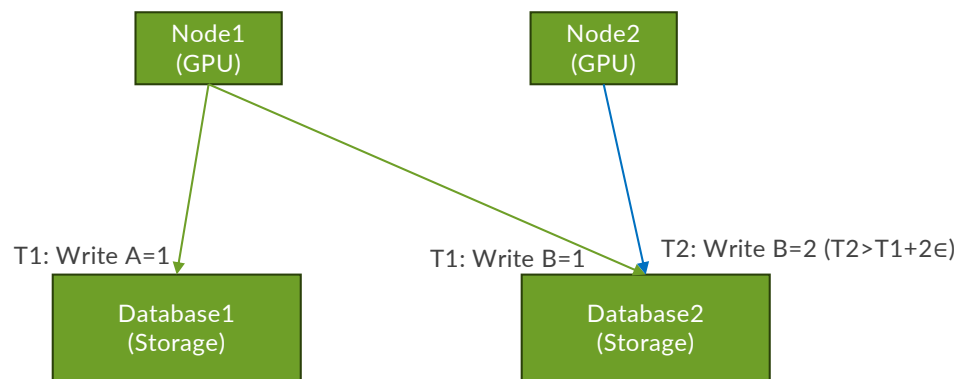 Node1
(GPU)
Node2
(GPU)
T1: Write A=1
T1: Write B=1
T2: Write B=2 (T2>T1+2∈)
Database1
(Storage)
Database2
(Storage)